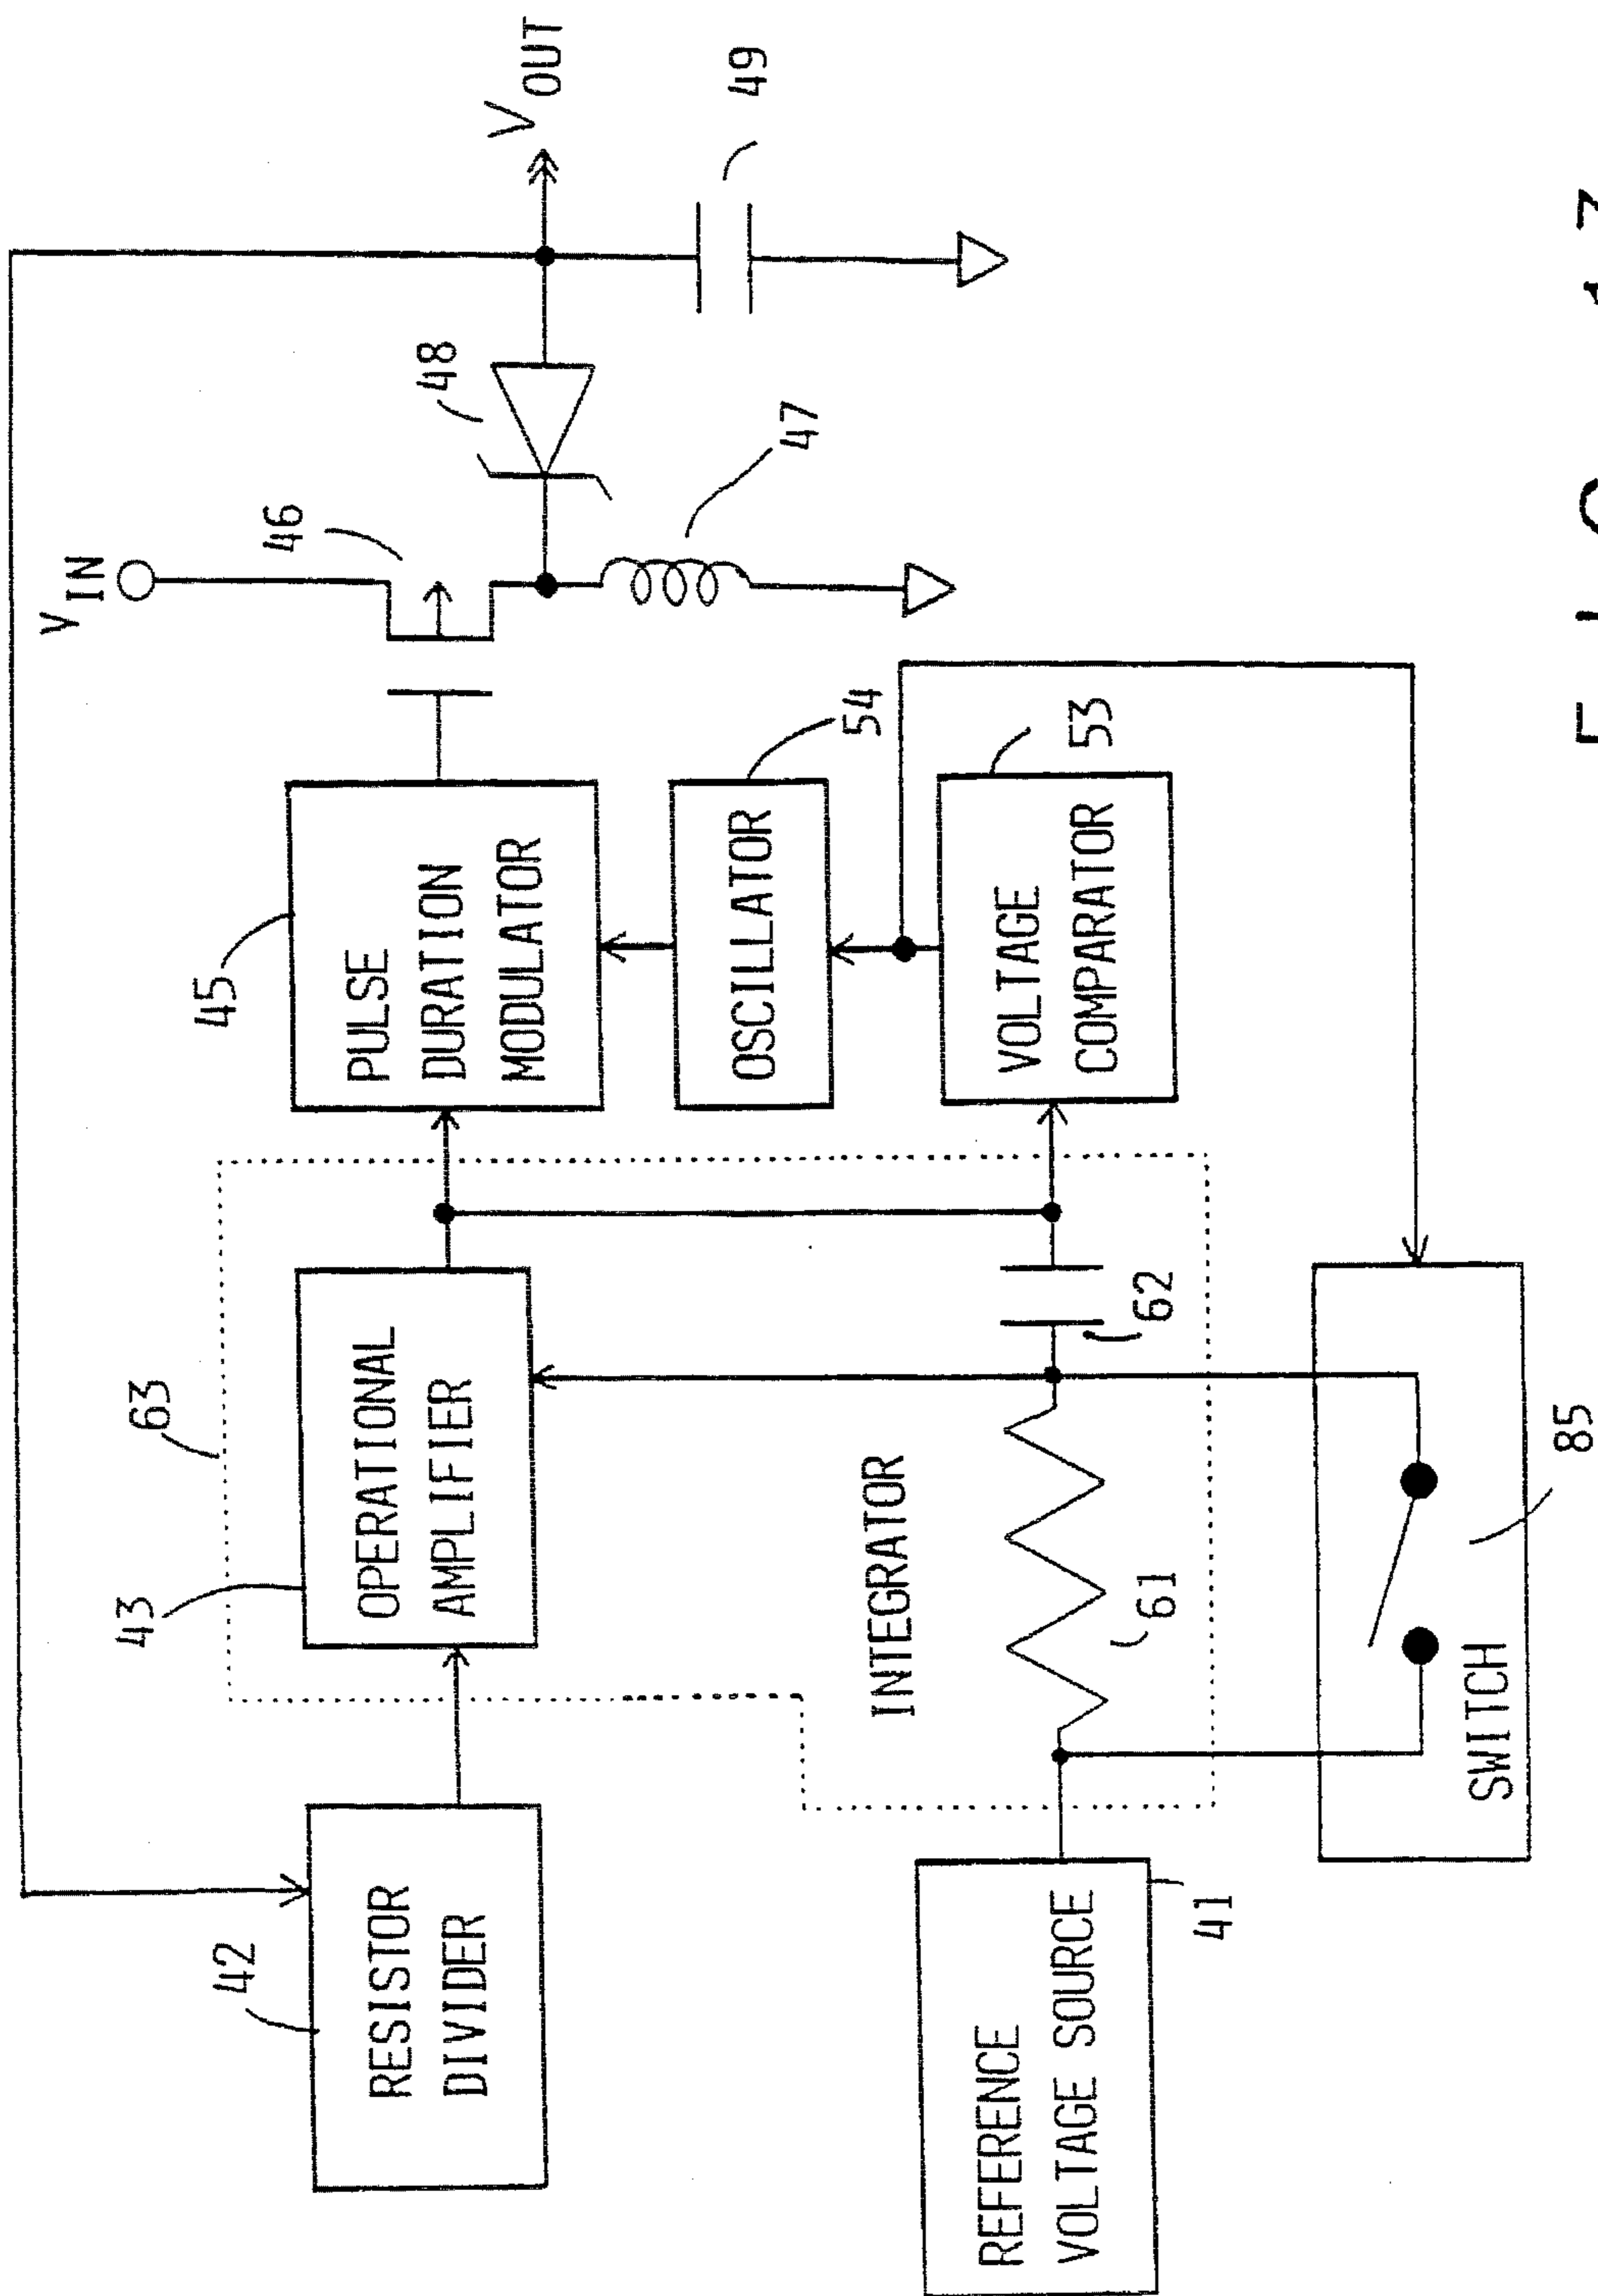 VIN
VOUT
42
RESISTOR
DIVIDER
43
OPERATIONAL
AMPLIFIER
63
45
PULSE
DURATION
MODULATOR
46
48
47
49
54
OSCILLATOR
53
VOLTAGE
COMPARATOR
INTEGRATOR
61
62
REFERENCE
VOLTAGE SOURCE
41
SWITCH
85